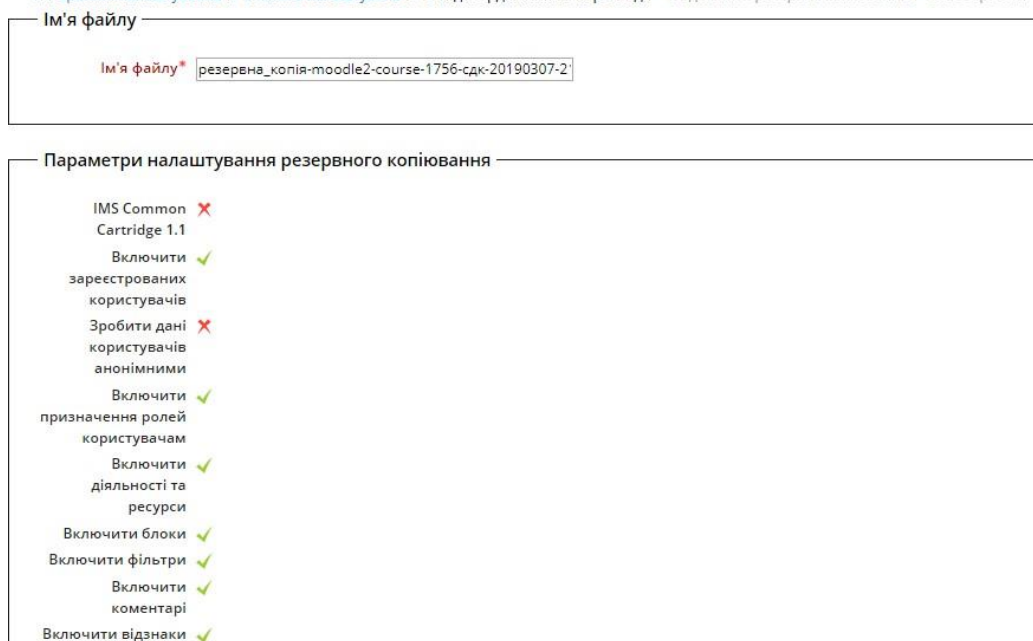 Ім'я файлу
Ім'я файлу* резервна_копія-moodle2-course-1756-сдк-20190307-2
Параметри налаштування резервного копіювання
IMS Common
Cartridge 1.1
Включити
зареєстрованих
користувачів
Зробити дані
користувачів
анонімними
Включити
призначення ролей
користувачам
Включити
діяльності та
ресурси
Включити блоки
Включити фільтри
Включити
коментарі
Включити відзнаки